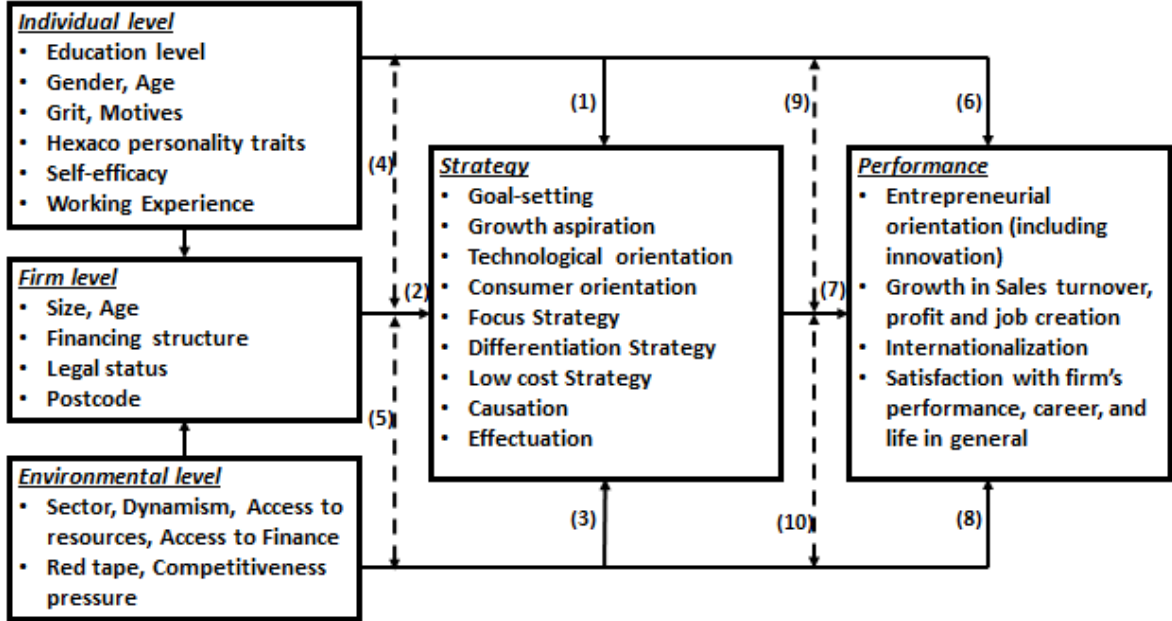 Individual level
• Education level
• Gender, Age
• Grit, Motives
• Hexaco personality traits
• Self-efficacy
• Working Experience
Firm level
• Size, Age
• Financing structure
• Legal status
• Postcode
Environmental level
• Sector, Dynamism, Access to
resources, Access to Finance
• Red tape, Competitiveness
pressure
(4)
(2)
(5)
(1)
Strategy
• Goal-setting
• Growth aspiration
• Technological orientation
• Consumer orientation
• Focus Strategy
• Differentiation Strategy
• Low cost Strategy
• Causation
• Effectuation
(3)
(9)
(7)
(10)
(6)
Performance
• Entrepreneurial
orientation (including
innovation)
• Growth in Sales turnover,
profit and job creation
• Internationalization
• Satisfaction with firm's
performance, career, and
life in general
(8)